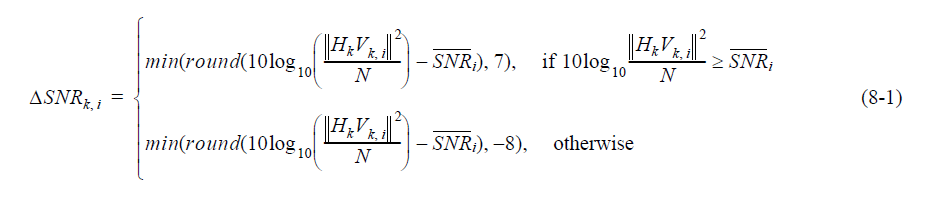 ΔSNR_{k, i} = { min(round(10log_{10}(‖H_k V_{k, i}‖^2 / N) − \overline{SNR}_i), 7), if 10log_{10} ‖H_k V_{k, i}‖^2 / N ≥ \overline{SNR}_i (8-1)
min(round(10log_{10}(‖H_k V_{k, i}‖^2 / N) − \overline{SNR}_i), −8), otherwise